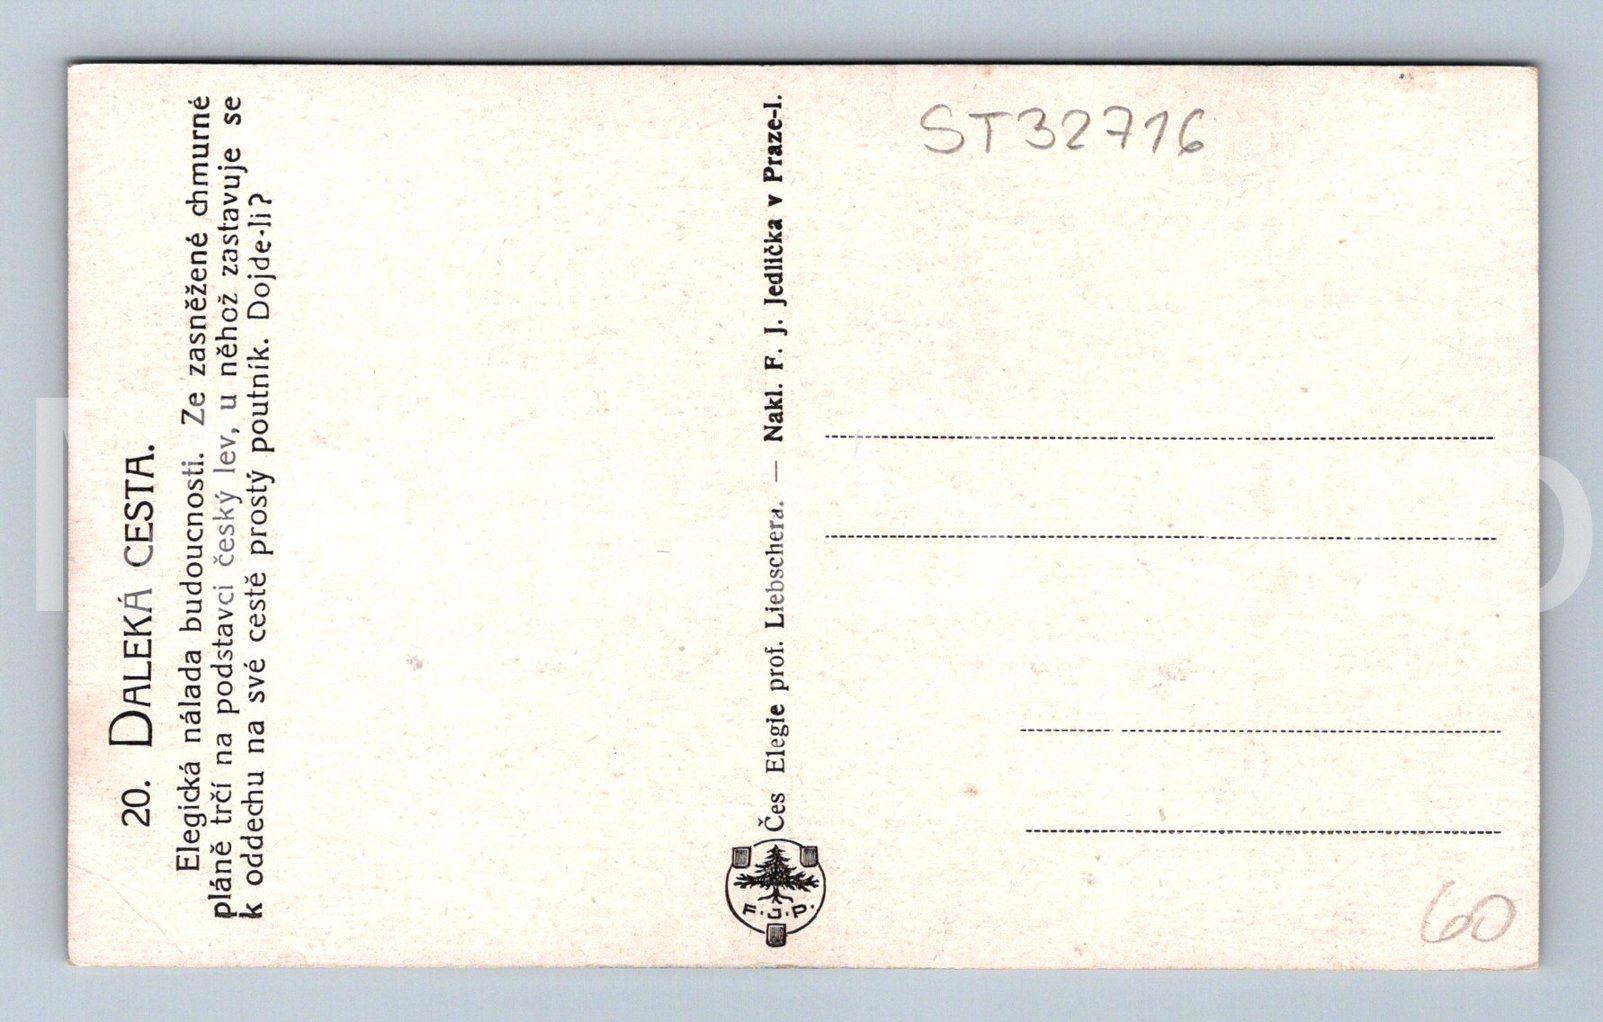 20. DALEKÁ CESTA.
Elegická nálada budoucnosti. Ze zasněžené chmurné
pláně trčí na podstavci český lev, u něhož zastavuje se
k oddechu na své cestě prostý poutník. Dojde-li?
Čes Elegie prof. Liebschera. — Nakl. F. J. Jedlička v Praze-I.
F. J. P.
ST32716
60